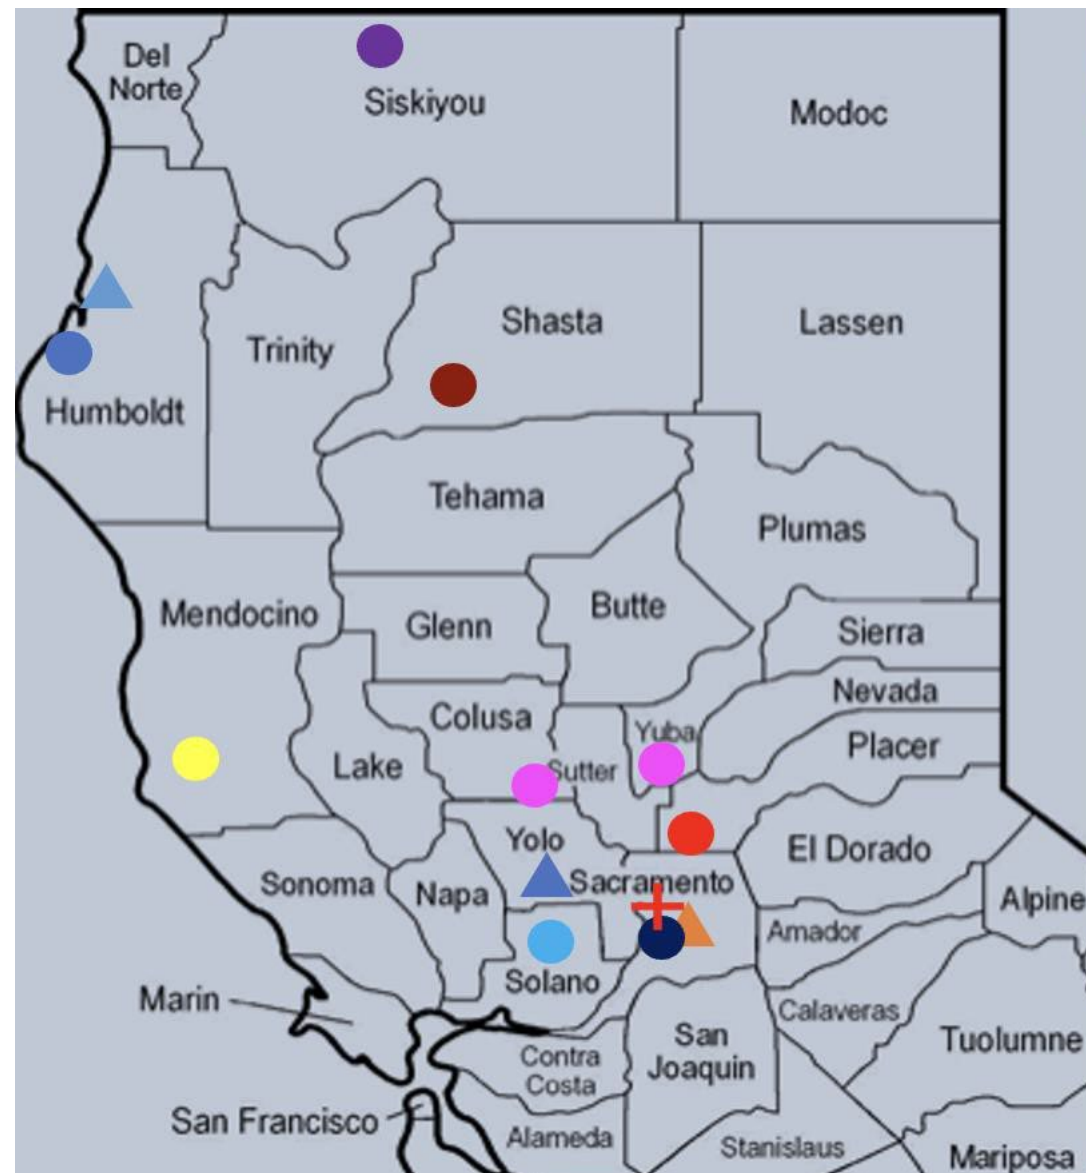 Del
Norte
Siskiyou
Modoc
Shasta
Lassen
Trinity
Humboldt
Tehama
Plumas
Butte
Mendocino
Glenn
Sierra
Nevada
Colusa
Yuba
Placer
Lake
Sutter
Yolo
El Dorado
Sacramento
Sonoma
Napa
Alpine
Amador
Solano
Marin
Calaveras
San
Joaquin
Tuolumne
Contra
Costa
San Francisco
Alameda
Stanislaus
Mariposa